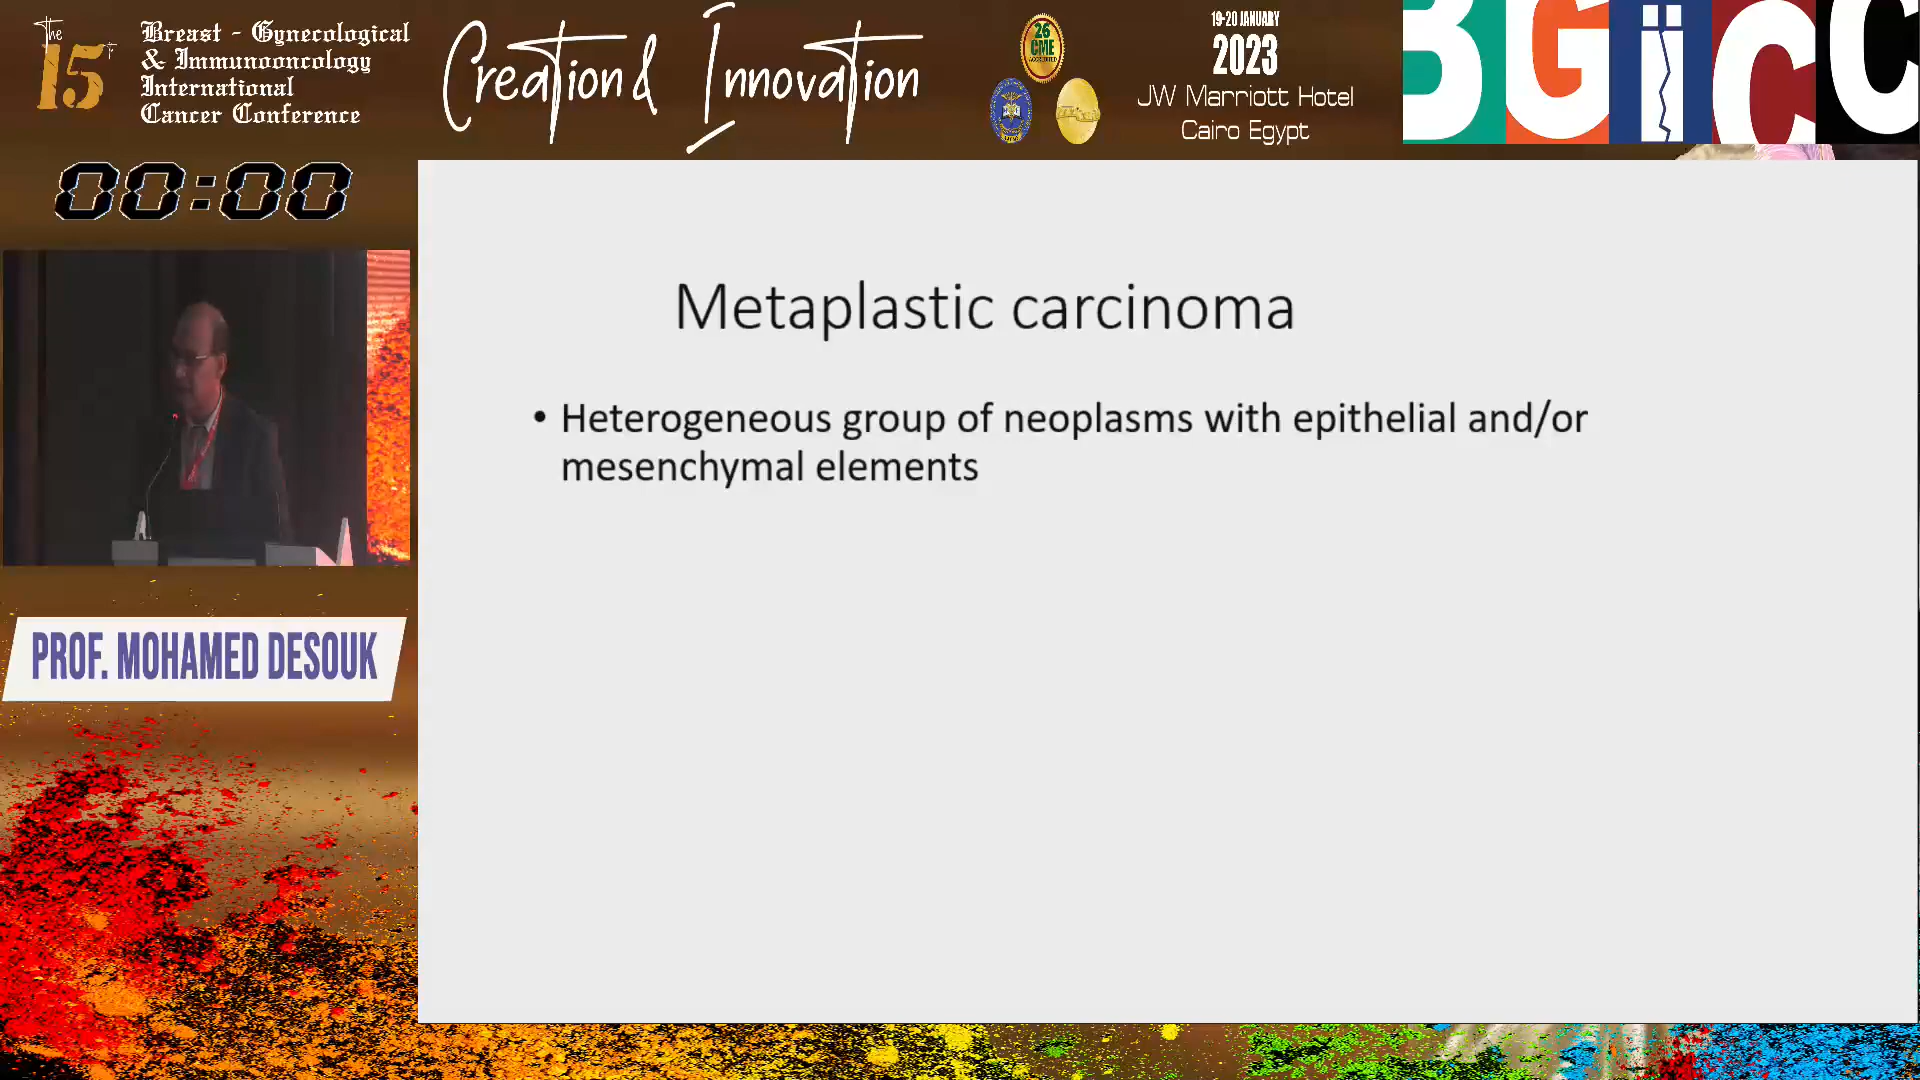 The
15th
Breast - Gynecological
& Immunooncology
International
Cancer Conference
Creation & Innovation
26
CME
ACCREDITED
19-20 JANUARY
2023
JW Marriott Hotel
Cairo Egypt
BGiCC
00:00
PROF. MOHAMED DESOUK
Metaplastic carcinoma
• Heterogeneous group of neoplasms with epithelial and/or
mesenchymal elements